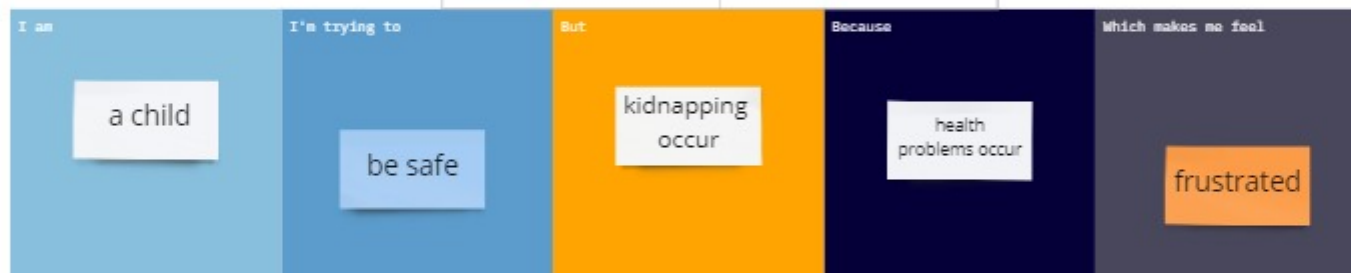 I am
I'm trying to
But
Because
Which makes me feel
a child
be safe
kidnapping
occur
health
problems occur
frustrated